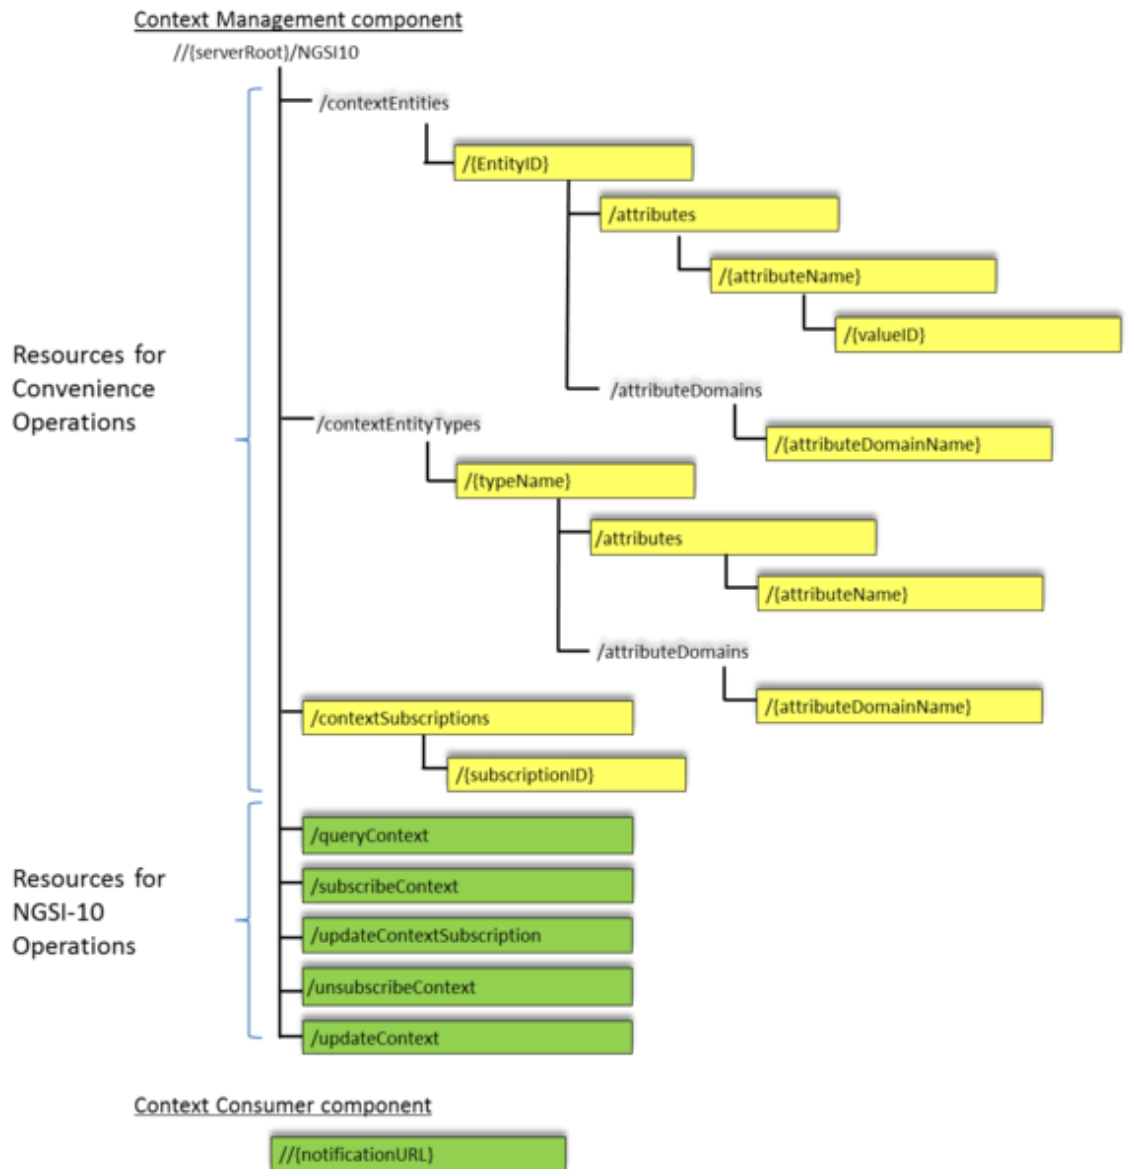 Context Management component
//{serverRoot}/NGSI10
/contextEntities
/{EntityID}
/attributes
/{attributeName}
/{valueID}
Resources for
Convenience
Operations
/attributeDomains
/{attributeDomainName}
/contextEntityTypes
/{typeName}
/attributes
/{attributeName}
/attributeDomains
/{attributeDomainName}
/contextSubscriptions
/{subscriptionID}
Resources for
NGSI-10
Operations
/queryContext
/subscribeContext
/updateContextSubscription
/unsubscribeContext
/updateContext
Context Consumer component
//{notificationURL}